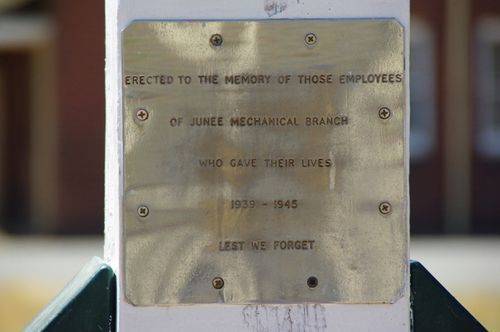 ERECTED TO THE MEMORY OF THOSE EMPLOYEES
OF JUNEE MECHANICAL BRANCH
WHO GAVE THEIR LIVES
1939 - 1945
LEST WE FORGET